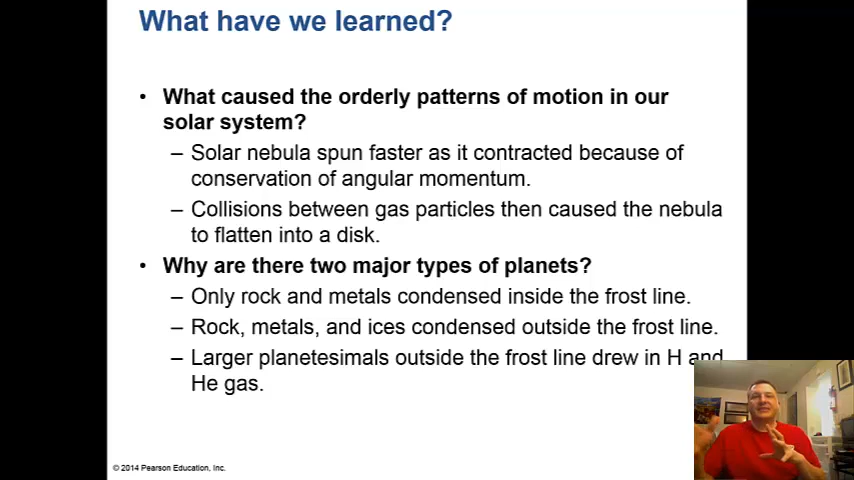 What have we learned?
• What caused the orderly patterns of motion in our
solar system?
– Solar nebula spun faster as it contracted because of
conservation of angular momentum.
– Collisions between gas particles then caused the nebula
to flatten into a disk.
• Why are there two major types of planets?
– Only rock and metals condensed inside the frost line.
– Rock, metals, and ices condensed outside the frost line.
– Larger planetesimals outside the frost line drew in H and
He gas.
© 2014 Pearson Education, Inc.